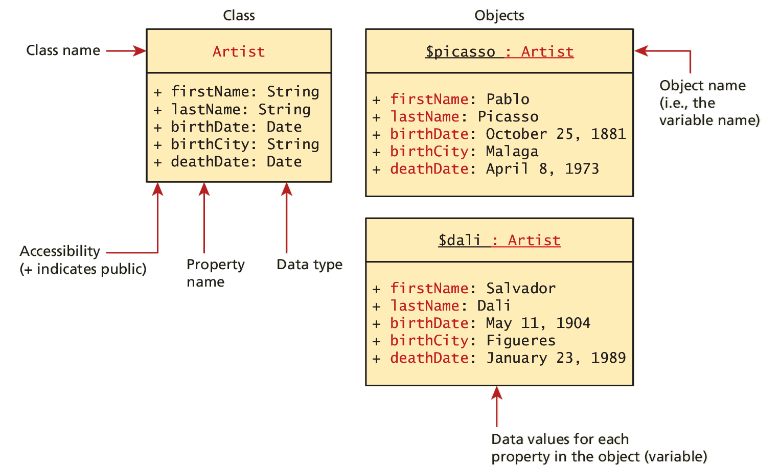 Class
Objects
Class name
Artist
+ firstName: String
+ lastName: String
+ birthDate: Date
+ birthCity: String
+ deathDate: Date
Accessibility
(+ indicates public)
Property
name
Data type
$picasso : Artist
+ firstName: Pablo
+ lastName: Picasso
+ birthDate: October 25, 1881
+ birthCity: Malaga
+ deathDate: April 8, 1973
Object name
(i.e., the
variable name)
$dali : Artist
+ firstName: Salvador
+ lastName: Dali
+ birthDate: May 11, 1904
+ birthCity: Figueres
+ deathDate: January 23, 1989
Data values for each
property in the object (variable)